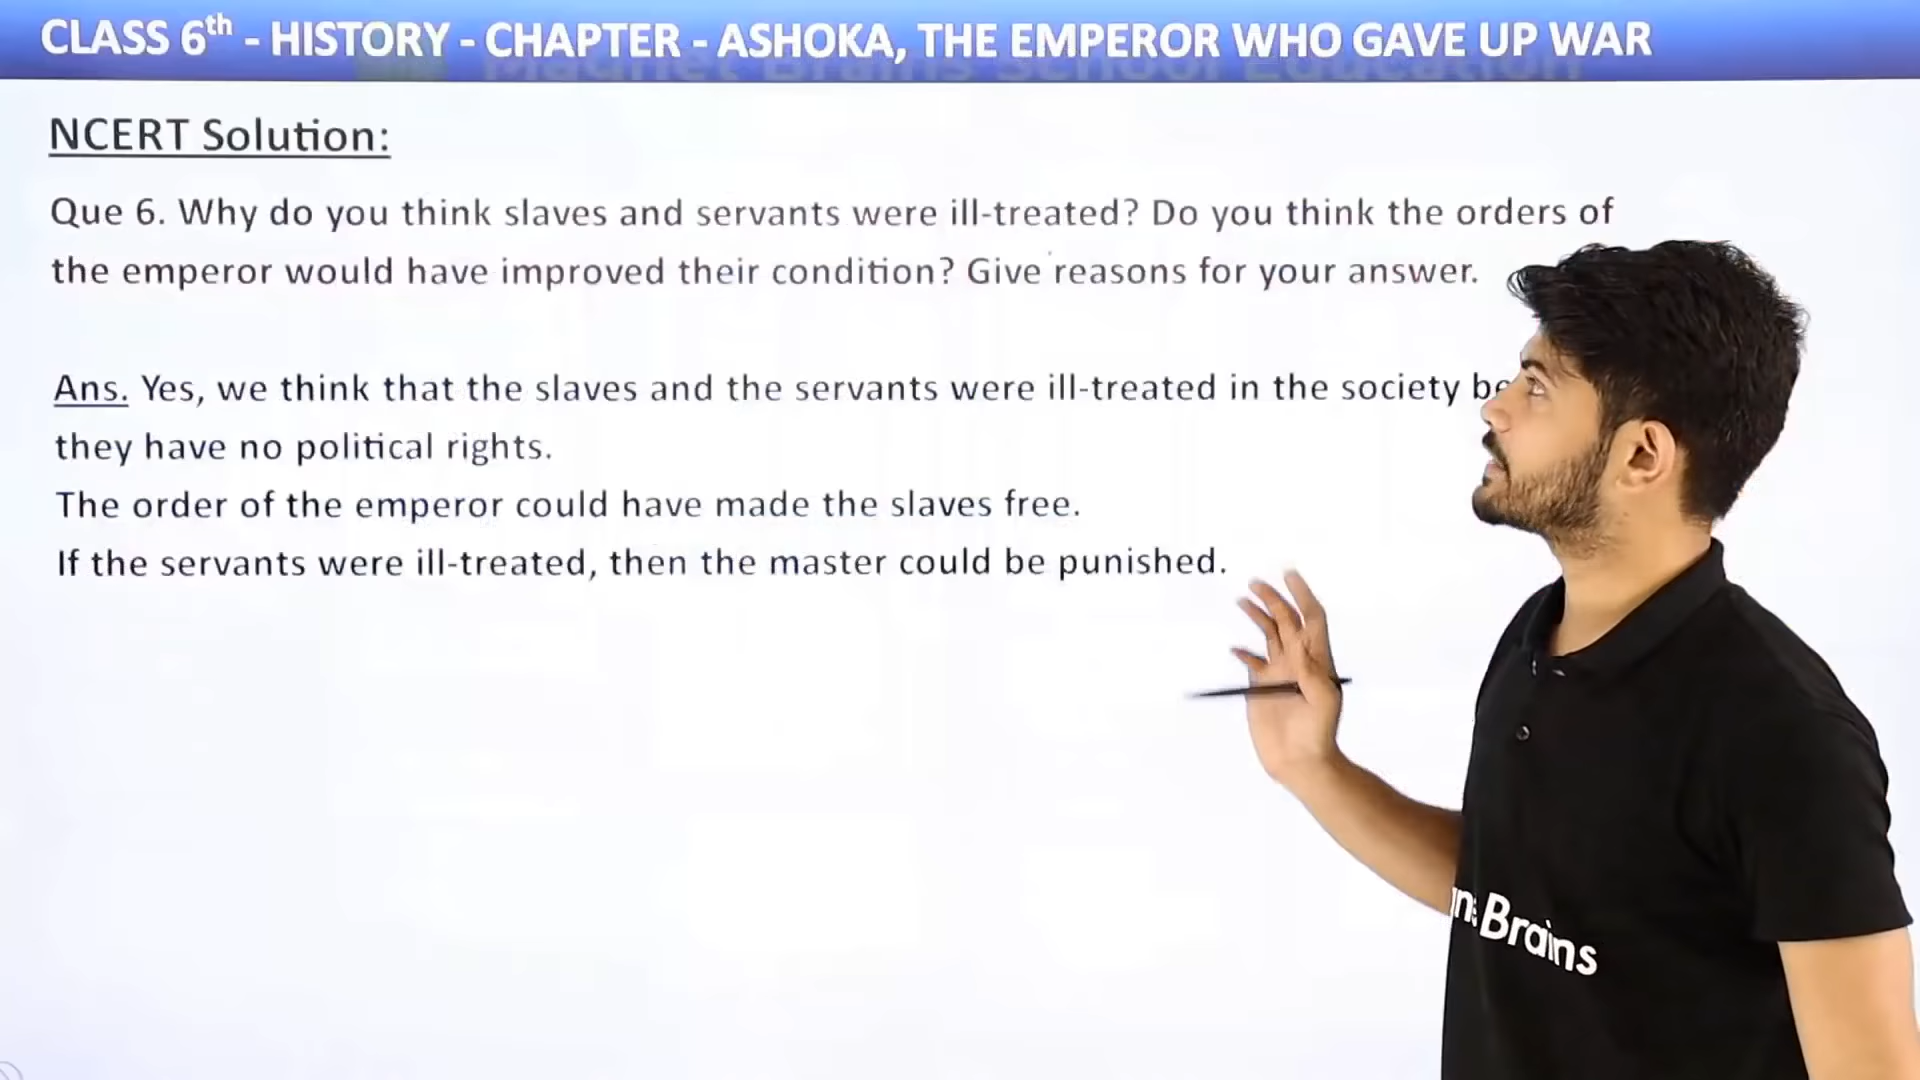 CLASS 6th - HISTORY - CHAPTER - ASHOKA, THE EMPEROR WHO GAVE UP WAR
Magnet Brains School Education
NCERT Solution:
Que 6. Why do you think slaves and servants were ill-treated? Do you think the orders of
the emperor would have improved their condition? Give reasons for your answer.
Ans. Yes, we think that the slaves and the servants were ill-treated in the society
they have no political rights.
The order of the emperor could have made the slaves free.
If the servants were ill-treated, then the master could be punished.
Brains